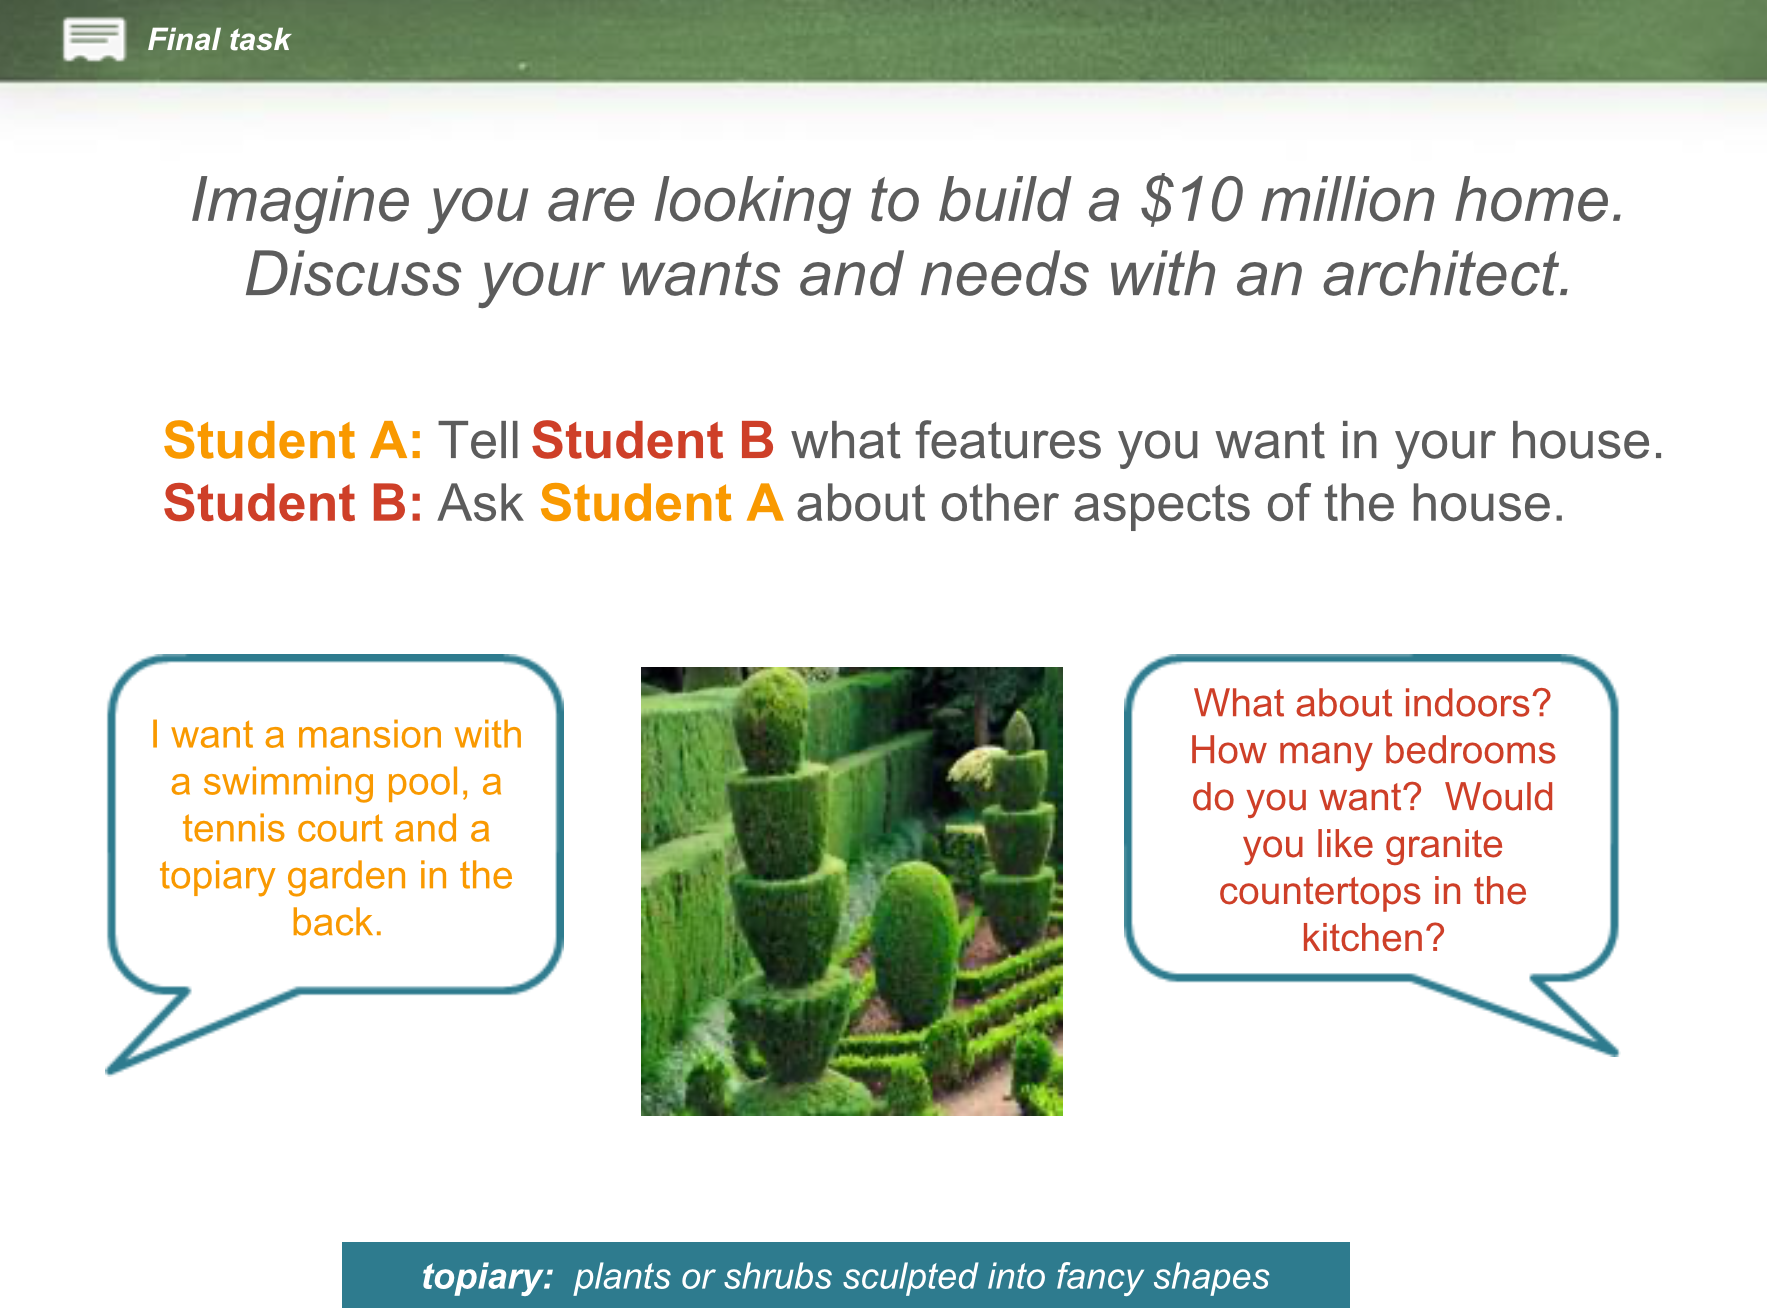 Final task
Imagine you are looking to build a $10 million home.
Discuss your wants and needs with an architect.
Student A: Tell Student B what features you want in your house.
Student B: Ask Student A about other aspects of the house.
I want a mansion with
a swimming pool, a
tennis court and a
topiary garden in the
back.
What about indoors?
How many bedrooms
do you want?  Would
you like granite
countertops in the
kitchen?
topiary:  plants or shrubs sculpted into fancy shapes